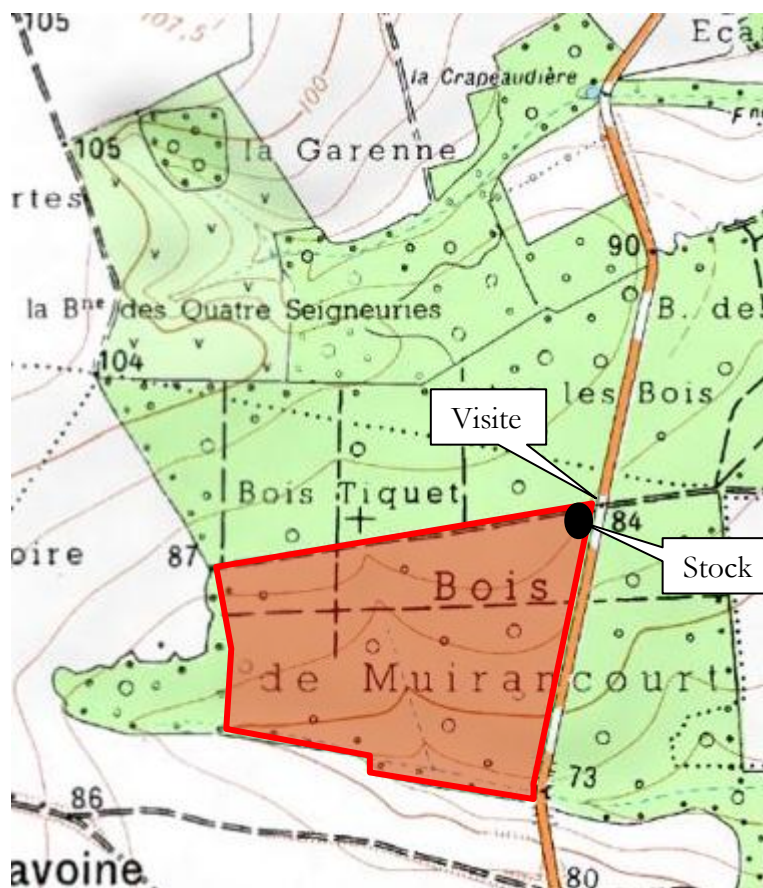 105
107,5
Eca
la Crapeaudière
100
Fne
105
la Garenne
rtes
90
la Bne des Quatre Seigneuries
B. de
104
les Bois
Visite
Bois Tiquet
84
oire
87
Stock
Bois
de Muirancourt
73
86
avoine
80